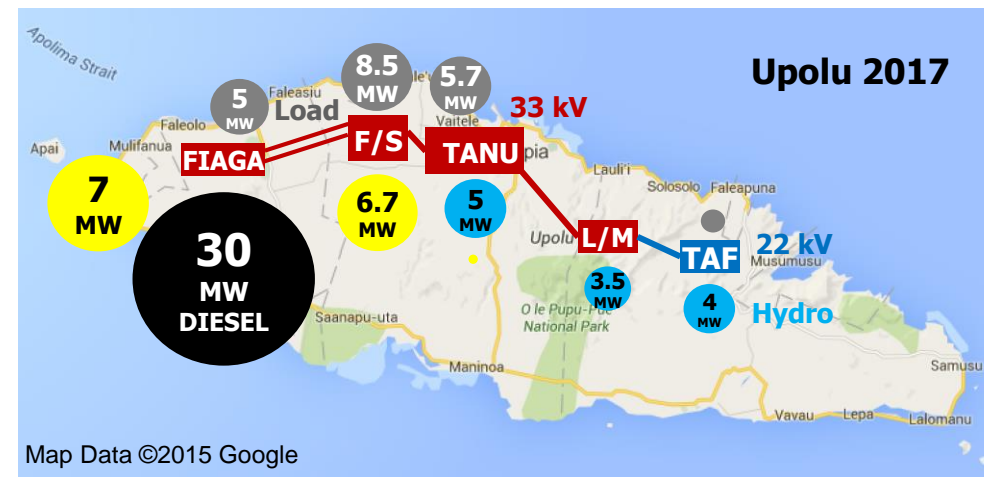 Apolima Strait
Upolu 2017
8.5
MW
5.7
MW
5
MW
Faleasiu
Load
Vaitele
33 kV
Faleolo
Apai
Mulifanua
FIAGA
F/S
TANU
pia
Lauli'i
Solosolo
Faleapuna
7
MW
6.7
MW
5
MW
Upolu
L/M
TAF
22 kV
Musumusu
30
MW
DIESEL
3.5
MW
4
MW
Hydro
O le Pupu-Pue
National Park
Saanapu-uta
Maninoa
Samusu
Vavau
Lepa
Lalomanu
Map Data ©2015 Google